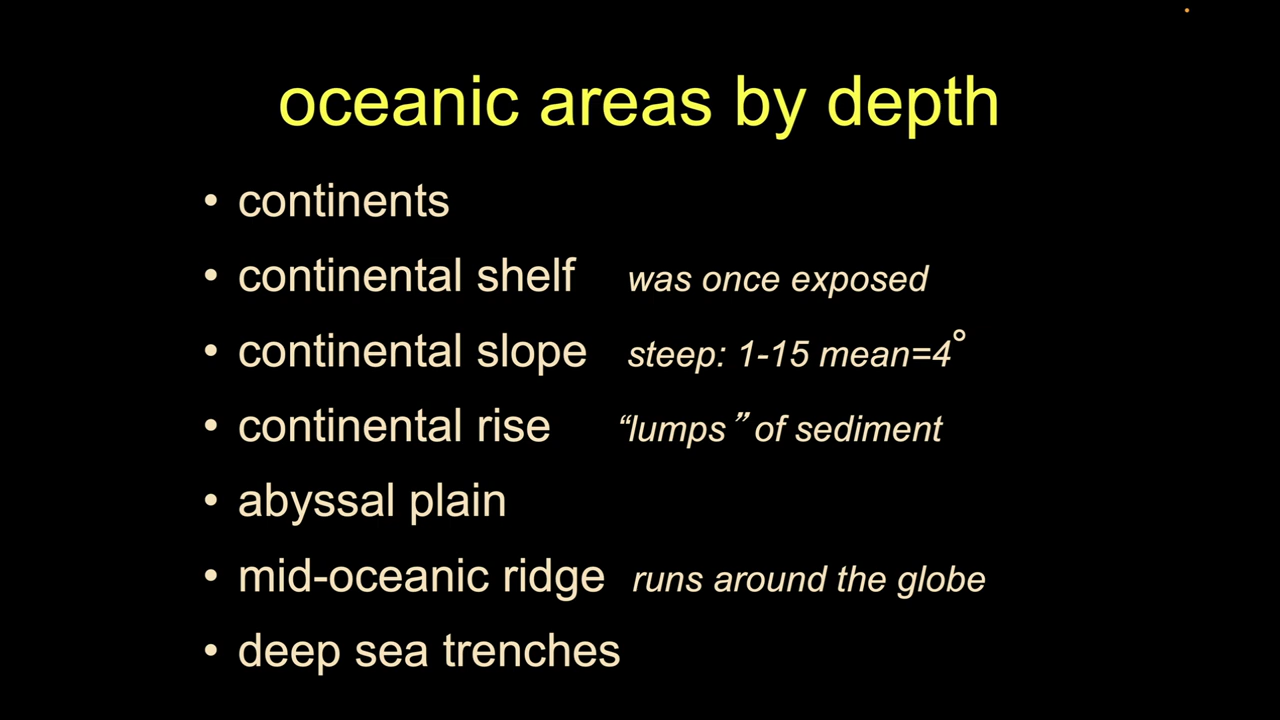 oceanic areas by depth
• continents
• continental shelf was once exposed
• continental slope steep: 1-15 mean=4°
• continental rise “lumps” of sediment
• abyssal plain
• mid-oceanic ridge runs around the globe
• deep sea trenches